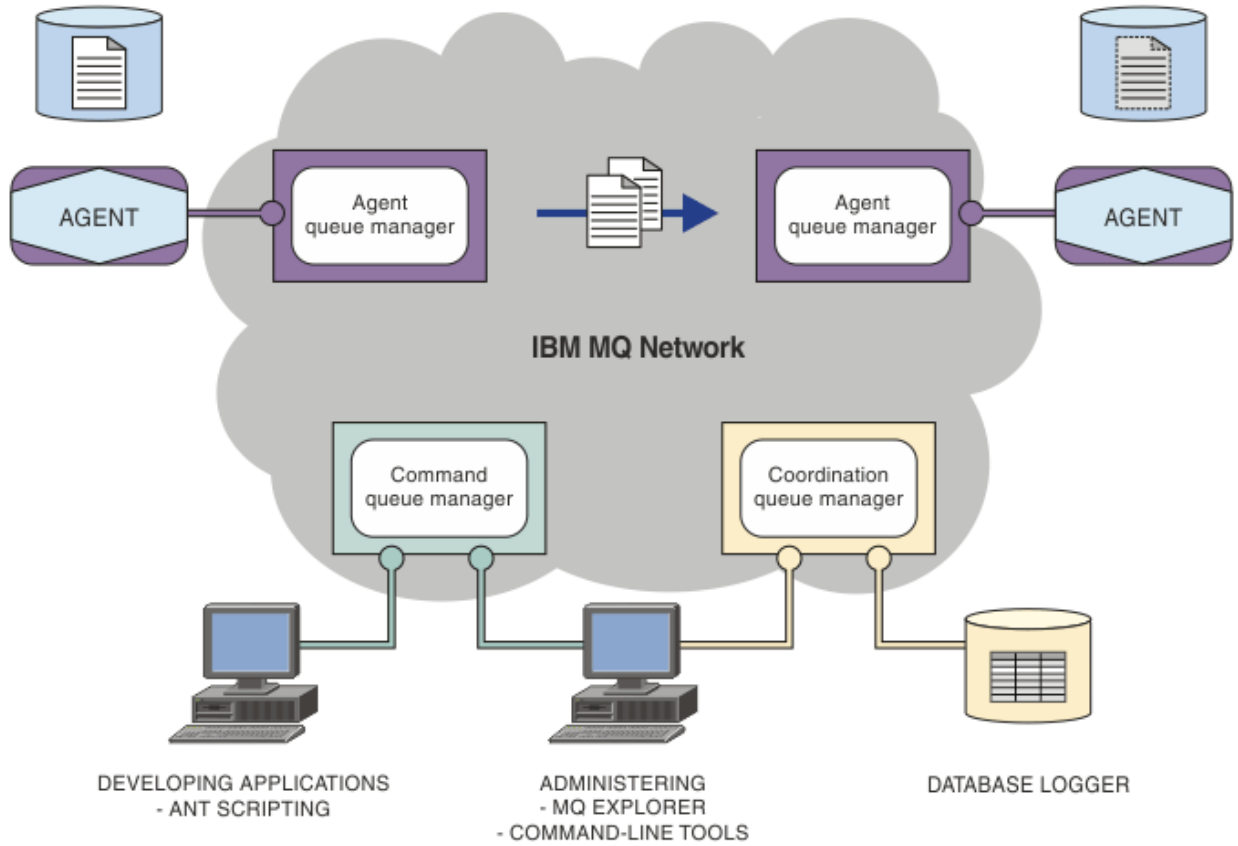 AGENT
Agent
queue manager
Agent
queue manager
AGENT
IBM MQ Network
Command
queue manager
Coordination
queue manager
DEVELOPING APPLICATIONS
- ANT SCRIPTING
ADMINISTERING
- MQ EXPLORER
- COMMAND-LINE TOOLS
DATABASE LOGGER